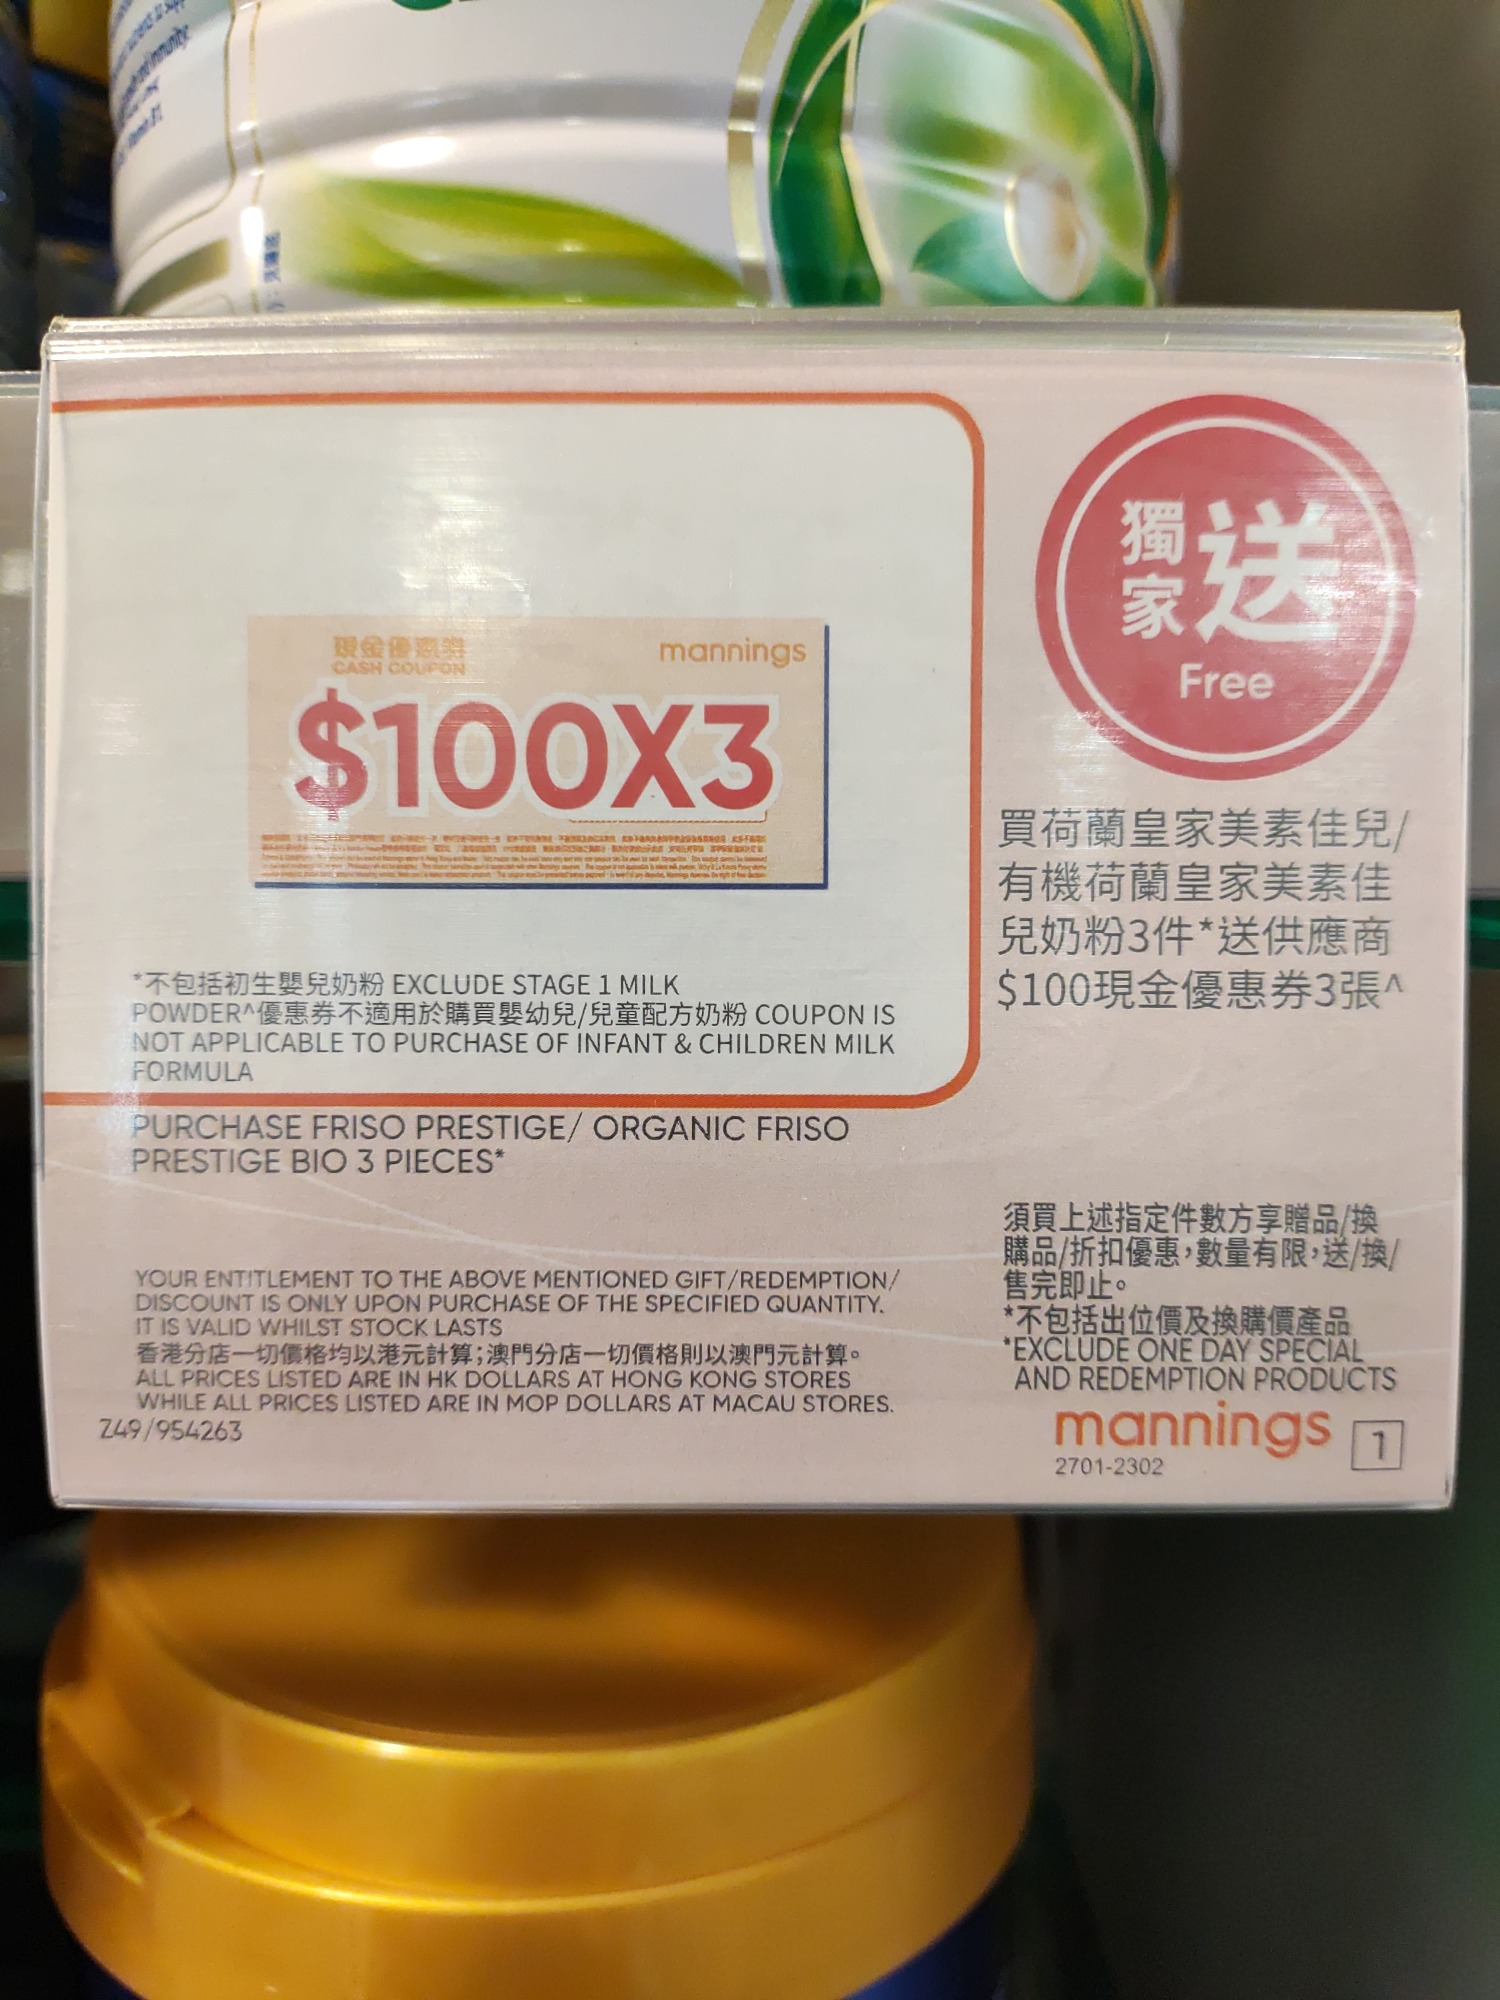 現金優惠券
CASH COUPON
mannings
$100X3
*不包括初生嬰兒奶粉 EXCLUDE STAGE 1 MILK
POWDER^優惠券不適用於購買嬰幼兒/兒童配方奶粉 COUPON IS
NOT APPLICABLE TO PURCHASE OF INFANT & CHILDREN MILK
FORMULA
PURCHASE FRISO PRESTIGE/ ORGANIC FRISO
PRESTIGE BIO 3 PIECES*
YOUR ENTITLEMENT TO THE ABOVE MENTIONED GIFT/REDEMPTION/
DISCOUNT IS ONLY UPON PURCHASE OF THE SPECIFIED QUANTITY.
IT IS VALID WHILST STOCK LASTS
香港分店一切價格均以港元計算;澳門分店一切價格則以澳門元計算。
ALL PRICES LISTED ARE IN HK DOLLARS AT HONG KONG STORES
WHILE ALL PRICES LISTED ARE IN MOP DOLLARS AT MACAU STORES.
Z49/954263
獨家送
Free
買荷蘭皇家美素佳兒/
有機荷蘭皇家美素佳
兒奶粉3件*送供應商
$100現金優惠券3張^
須買上述指定件數方享贈品/換
購品/折扣優惠,數量有限,送/換/
售完即止。
*不包括出位價及換購價產品
*EXCLUDE ONE DAY SPECIAL
AND REDEMPTION PRODUCTS
mannings
2701-2302
1